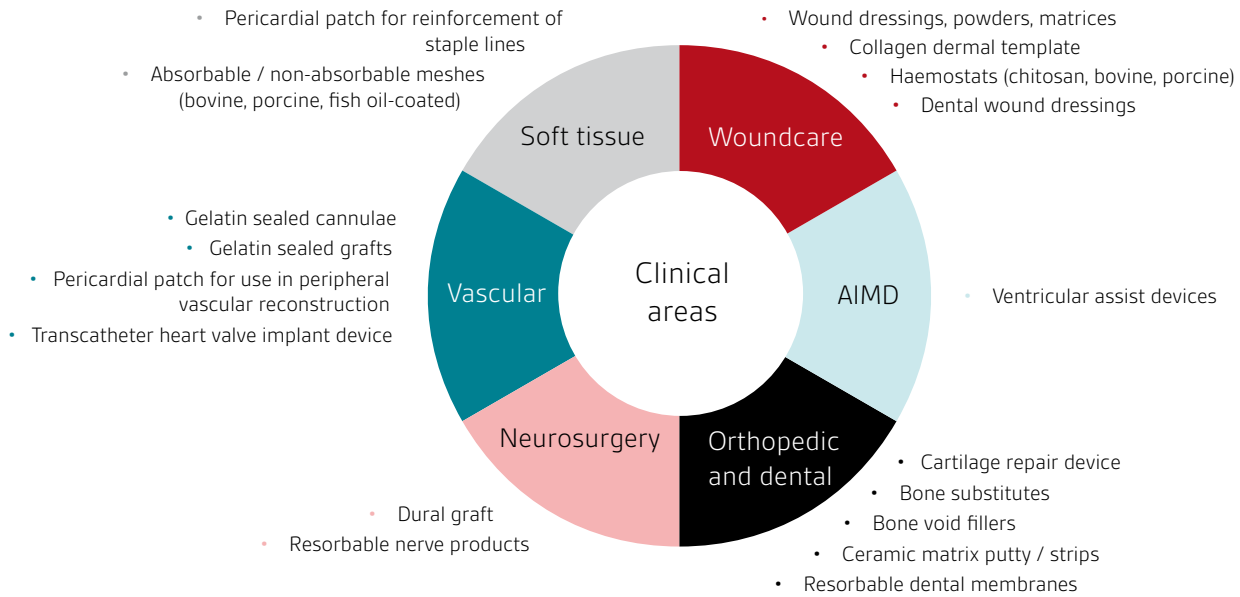 • Pericardial patch for reinforcement of
staple lines
• Absorbable / non-absorbable meshes
(bovine, porcine, fish oil-coated)
• Wound dressings, powders, matrices
• Collagen dermal template
• Haemostats (chitosan, bovine, porcine)
• Dental wound dressings
Soft tissue
Woundcare
• Gelatin sealed cannulae
• Gelatin sealed grafts
• Pericardial patch for use in peripheral
vascular reconstruction
• Transcatheter heart valve implant device
Vascular
Clinical
areas
AIMD
• Ventricular assist devices
Neurosurgery
Orthopedic
and dental
• Dural graft
• Resorbable nerve products
• Cartilage repair device
• Bone substitutes
• Bone void fillers
• Ceramic matrix putty / strips
• Resorbable dental membranes